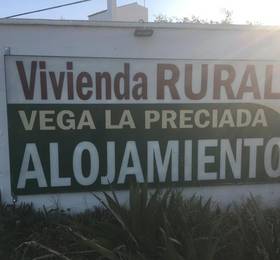 Vivienda RURAL
VEGA LA PRECIADA
ALOJAMIENTO